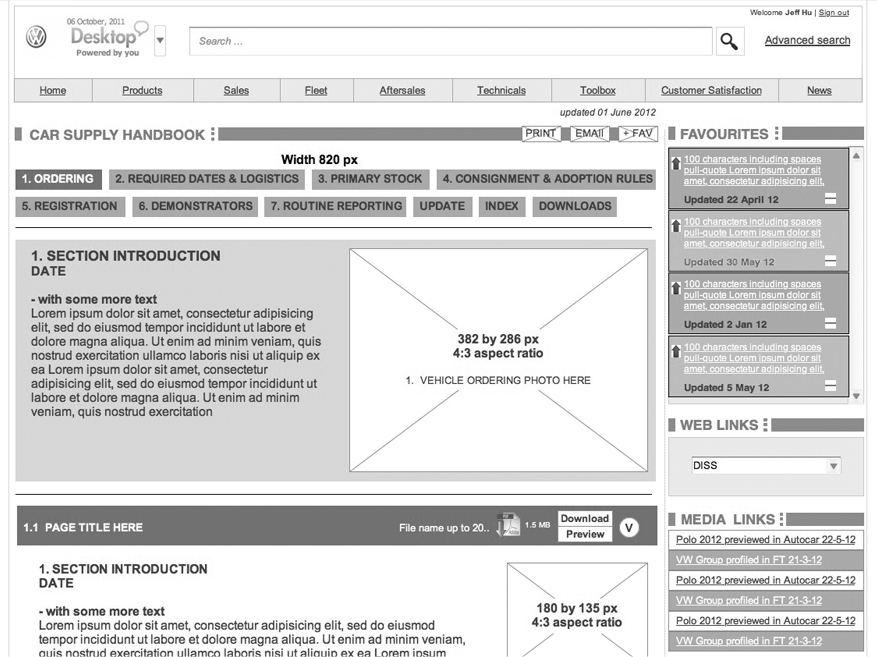 Welcome Jeff Hu | Sign out
06 October, 2011
Desktop
Powered by you
Search ...
Advanced search
Home
Products
Sales
Fleet
Aftersales
Technicals
Toolbox
Customer Satisfaction
News
updated 01 June 2012
CAR SUPPLY HANDBOOK
PRINT
EMAIl
+ FAV
Width 820 px
1. ORDERING
2. REQUIRED DATES & LOGISTICS
3. PRIMARY STOCK
4. CONSIGNMENT & ADOPTION RULES
5. REGISTRATION
6. DEMONSTRATORS
7. ROUTINE REPORTING
UPDATE
INDEX
DOWNLOADS
1. SECTION INTRODUCTION
DATE
- with some more text
Lorem ipsum dolor sit amet, consectetur adipisicing
elit, sed do eiusmod tempor incididunt ut labore et
dolore magna aliqua. Ut enim ad minim veniam, quis
nostrud exercitation ullamco laboris nisi ut aliquip ex
ea Lorem ipsum dolor sit amet, consectetur
adipisicing elit, sed do eiusmod tempor incididunt ut
labore et dolore magna aliqua. Ut enim ad minim
veniam, quis nostrud exercitation
382 by 286 px
4:3 aspect ratio
1. VEHICLE ORDERING PHOTO HERE
1.1 PAGE TITLE HERE
File name up to 20..
1.5 MB
Download
Preview
V
1. SECTION INTRODUCTION
DATE
- with some more text
Lorem ipsum dolor sit amet, consectetur adipisicing elit, sed do eiusmod
tempor incididunt ut labore et dolore magna aliqua. Ut enim ad minim veniam,
quis nostrud exercitation ullamco laboris nisi ut aliquip ex ea Lorem ipsum
180 by 135 px
4:3 aspect ratio
FAVOURITES
100 characters including spaces
pull-quote Lorem ipsum dolor sit
amet, consectetur adipisicing elit,
Updated 22 April 12
100 characters including spaces
pull-quote Lorem ipsum dolor sit
amet, consectetur adipisicing elit,
Updated 30 May 12
100 characters including spaces
pull-quote Lorem ipsum dolor sit
amet, consectetur adipisicing elit,
Updated 2 Jan 12
100 characters including spaces
pull-quote Lorem ipsum dolor sit
amet, consectetur adipisicing elit,
Updated 5 May 12
WEB LINKS
DISS
MEDIA LINKS
Polo 2012 previewed in Autocar 22-5-12
VW Group profiled in FT 21-3-12
Polo 2012 previewed in Autocar 22-5-12
VW Group profiled in FT 21-3-12
Polo 2012 previewed in Autocar 22-5-12
VW Group profiled in FT 21-3-12